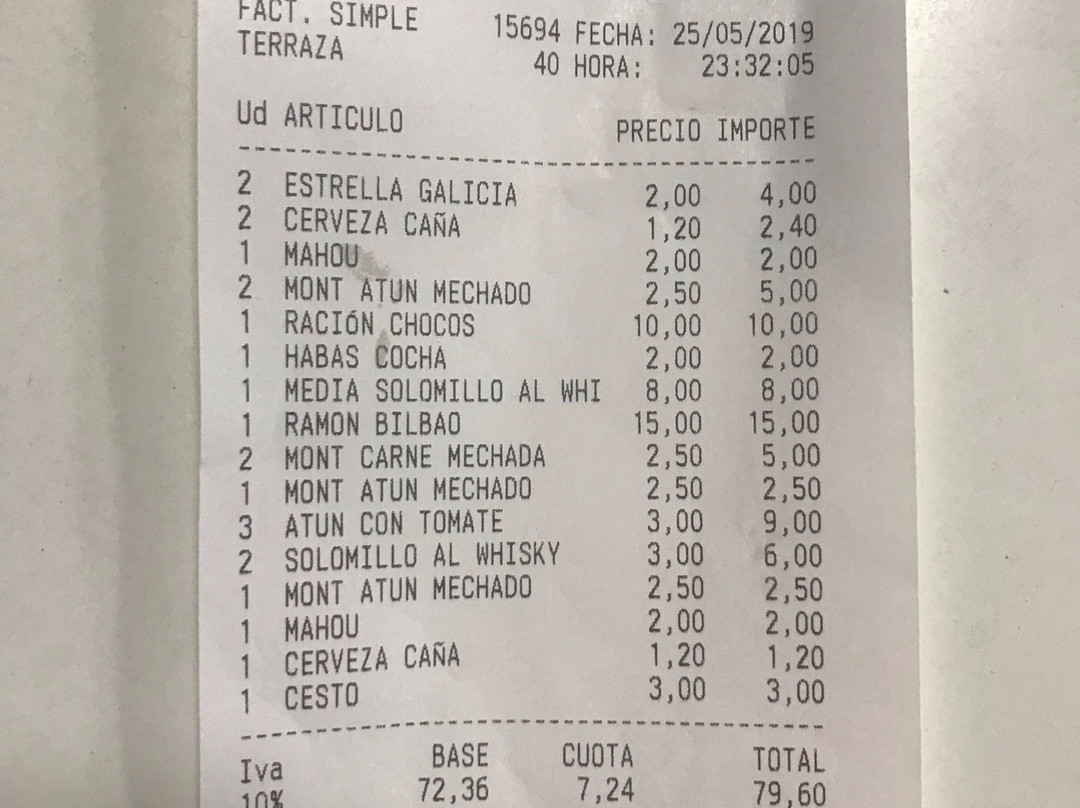 FACT. SIMPLE 15694 FECHA: 25/05/2019
TERRAZA 40 HORA: 23:32:05
Ud ARTICULO PRECIO IMPORTE
2 ESTRELLA GALICIA 2,00 4,00
2 CERVEZA CAÑA 1,20 2,40
1 MAHOU 2,00 2,00
2 MONT ATUN MECHADO 2,50 5,00
1 RACIÓN CHOCOS 10,00 10,00
1 HABAS COCHA 2,00 2,00
1 MEDIA SOLOMILLO AL WHI 8,00 8,00
1 RAMON BILBAO 15,00 15,00
2 MONT CARNE MECHADA 2,50 5,00
1 MONT ATUN MECHADO 2,50 2,50
3 ATUN CON TOMATE 3,00 9,00
2 SOLOMILLO AL WHISKY 3,00 6,00
1 MONT ATUN MECHADO 2,50 2,50
1 MAHOU 2,00 2,00
1 CERVEZA CAÑA 1,20 1,20
1 CESTO 3,00 3,00
Iva BASE CUOTA TOTAL
10% 72,36 7,24 79,60